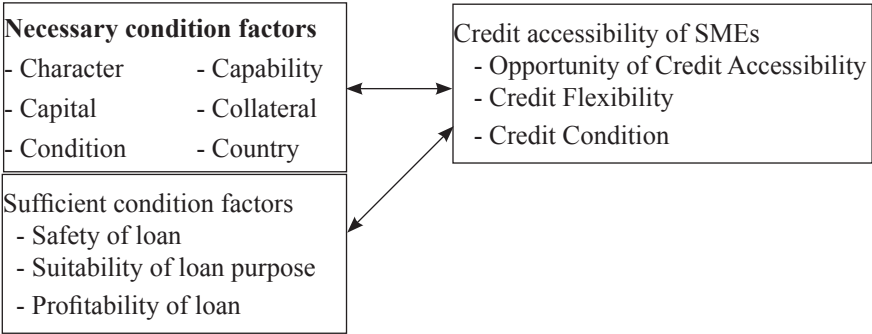 Necessary condition factors
- Character - Capability
- Capital - Collateral
- Condition - Country
Sufficient condition factors
- Safety of loan
- Suitability of loan purpose
- Profitability of loan
Credit accessibility of SMEs
- Opportunity of Credit Accessibility
- Credit Flexibility
- Credit Condition